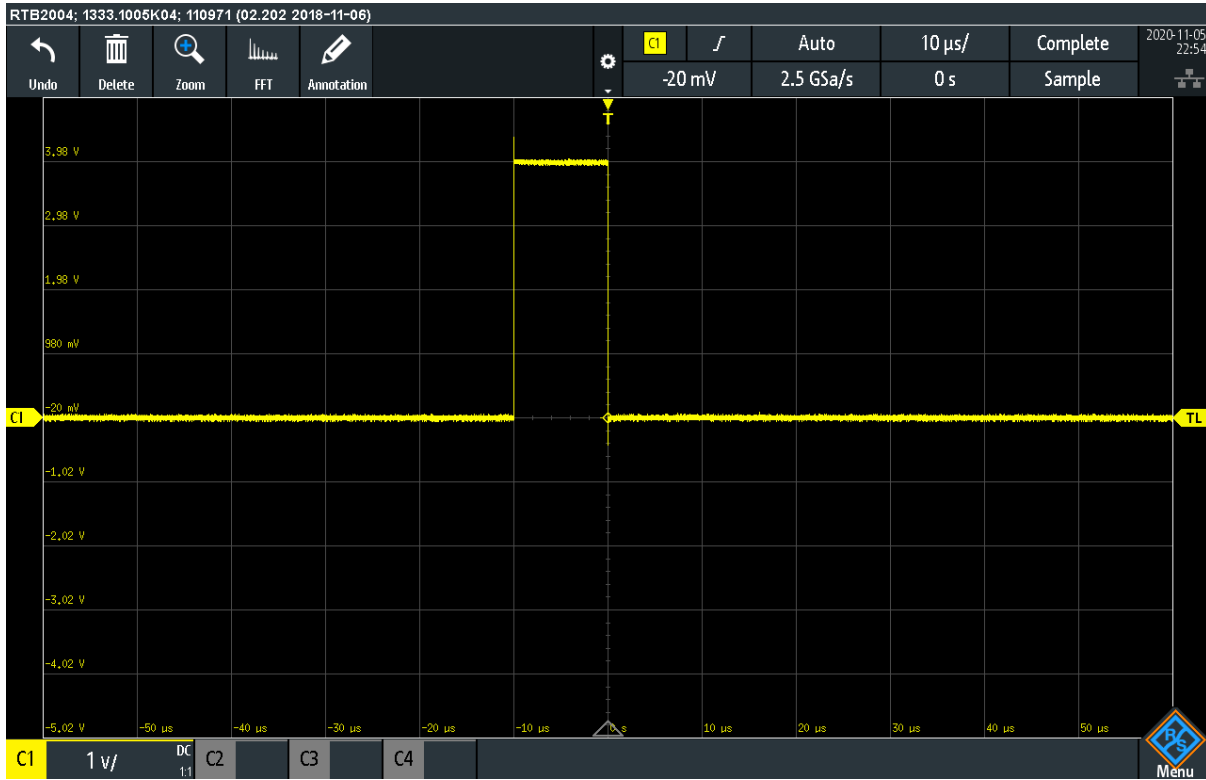 RTB2004; 1333.1005K04; 110971 (02.202 2018-11-06)
Undo Delete Zoom FFT Annotation
C1 Auto 10 µs/ Complete
-20 mV 2.5 GSa/s 0 s Sample
2020-11-05
22:54
T
3.98 V
2.98 V
1.98 V
980 mV
-20 mV
C1
TL
-1.02 V
-2.02 V
-3.02 V
-4.02 V
-5.02 V -50 µs -40 µs -30 µs -20 µs -10 µs 0 s 10 µs 20 µs 30 µs 40 µs 50 µs
C1 1 V/ DC 1:1 C2 C3 C4
R&S
Menu